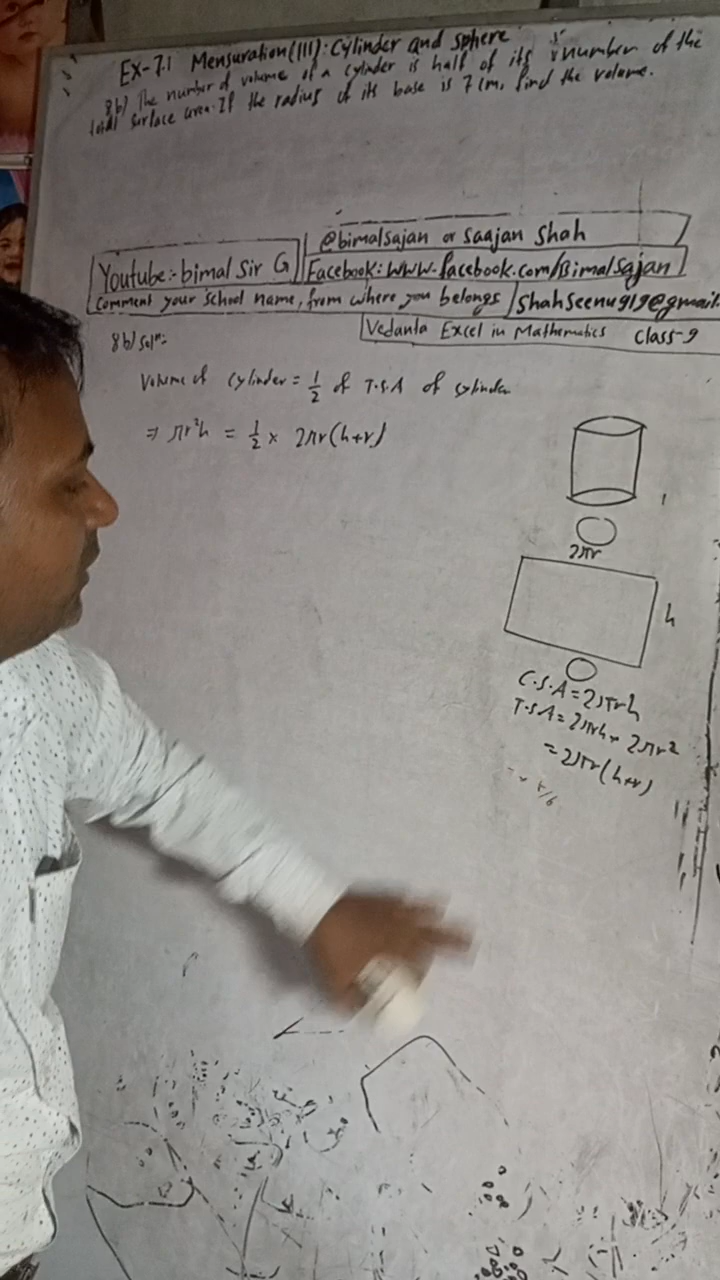 Ex-7.1 Mensuration(III): Cylinder and sphere
8b) The number of volume of a cylinder is half of its number of the
total surface area. If the radius of its base is 7 cm, find the volume.
@bimalsajan or Saajan Shah
Youtube:- bimal Sir G
Facebook: www.facebook.com/Bimalsajan
Comment your school name, from where you belongs
Shahseenu919@gmail.
Vedanta Excel in Mathematics Class-9
8b) Solⁿ:
Volume of cylinder = 1/2 of T.S.A of cylinder
⇒ πr²h = 1/2 × 2πr(h+r)
2πr
h
C.S.A = 2πrh
T.S.A = 2πrh + 2πr²
= 2πr(h+r)